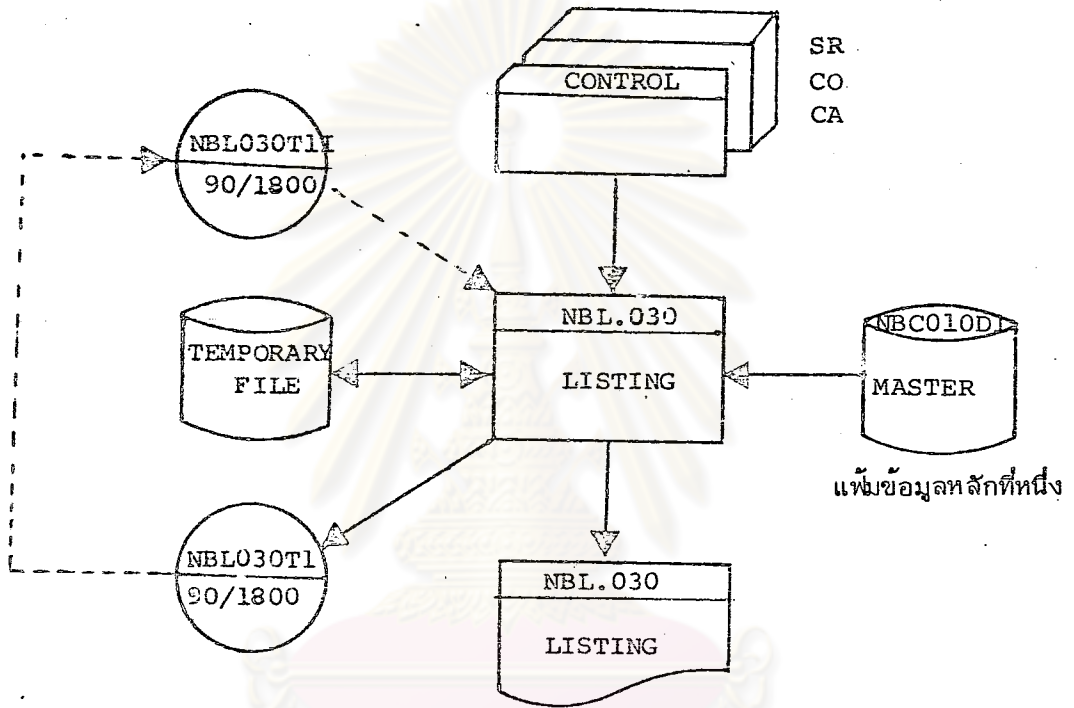 SR
CO
CA
CONTROL
NBL030T1I
90/1800
NBL.030
LISTING
TEMPORARY
FILE
NBC010D1
MASTER
แฟ้มข้อมูลหลักที่หนึ่ง
NBL030T1
90/1800
NBL.030
LISTING